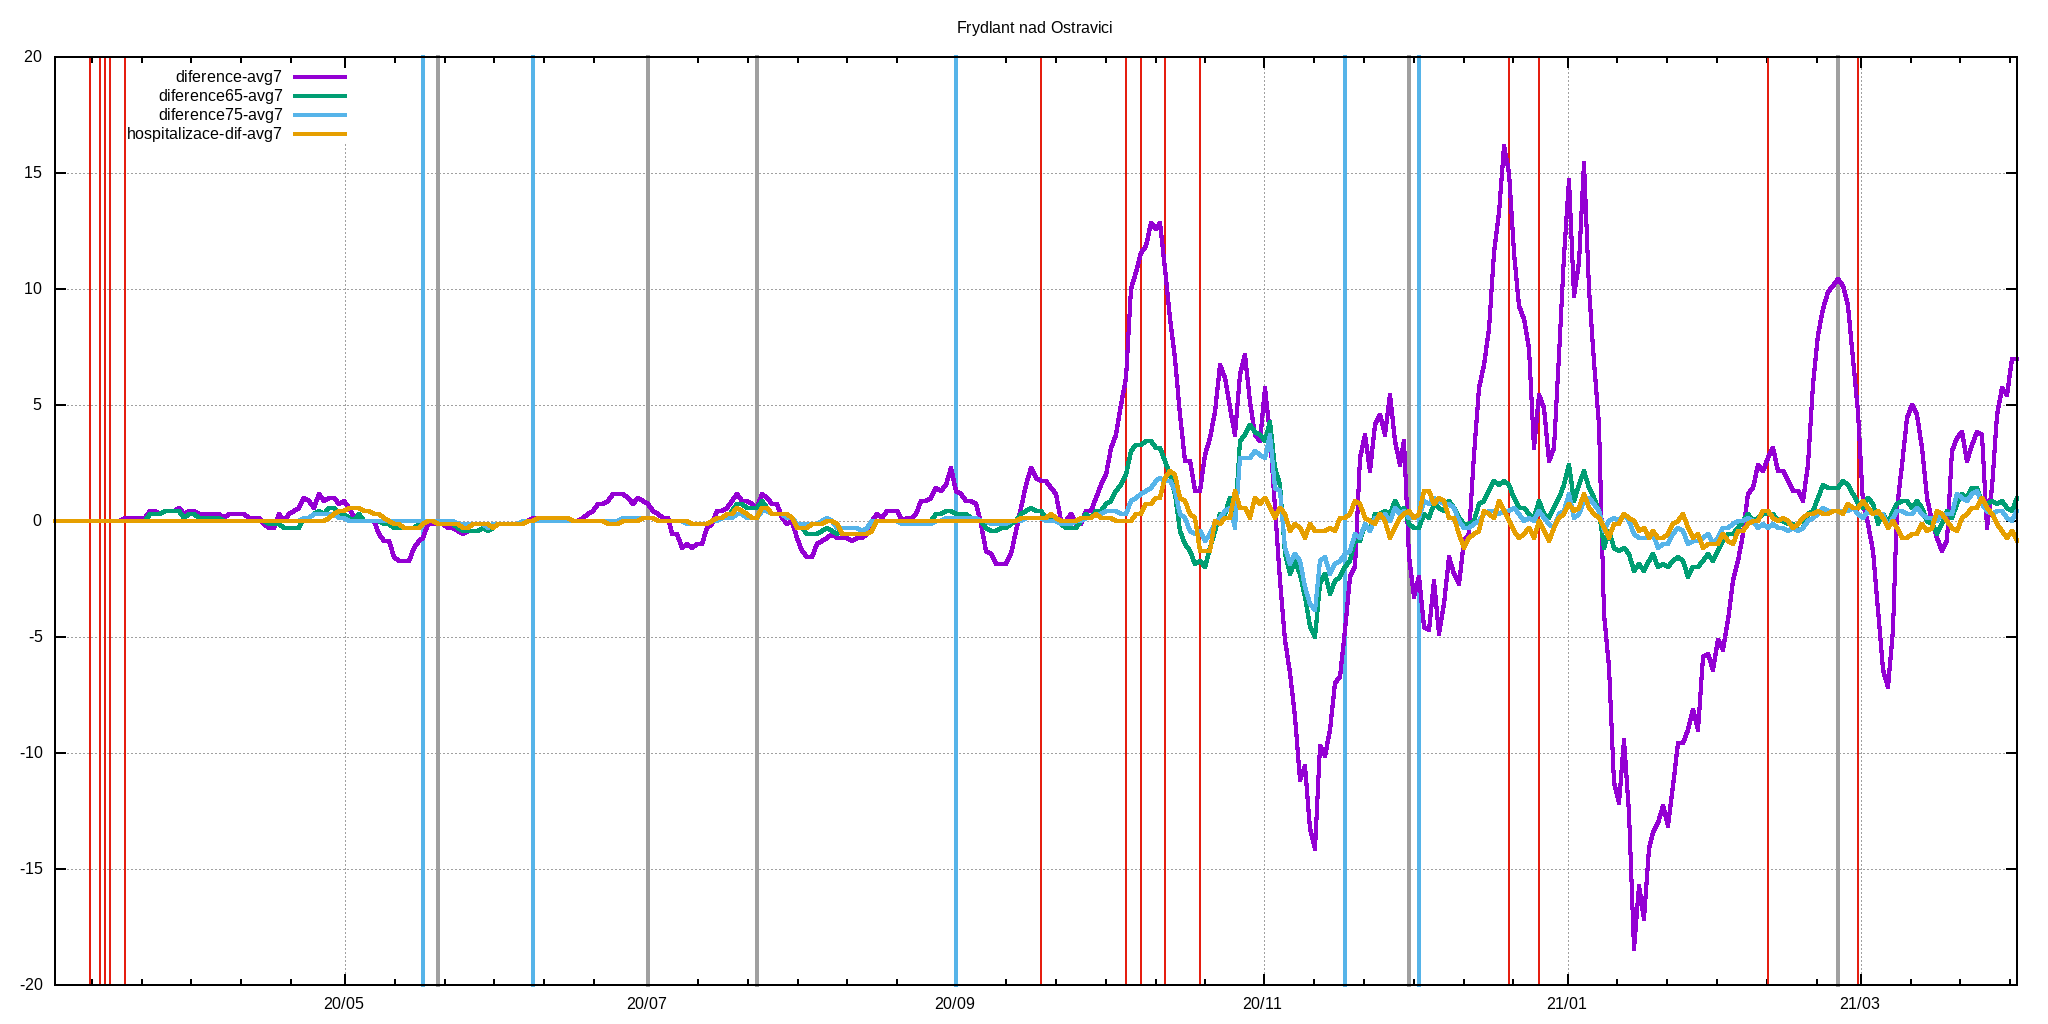 Frydlant nad Ostravici
20
15
10
5
0
-5
-10
-15
-20
diference-avg7
diference65-avg7
diference75-avg7
hospitalizace-dif-avg7
20/05 20/07 20/09 20/11 21/01 21/03